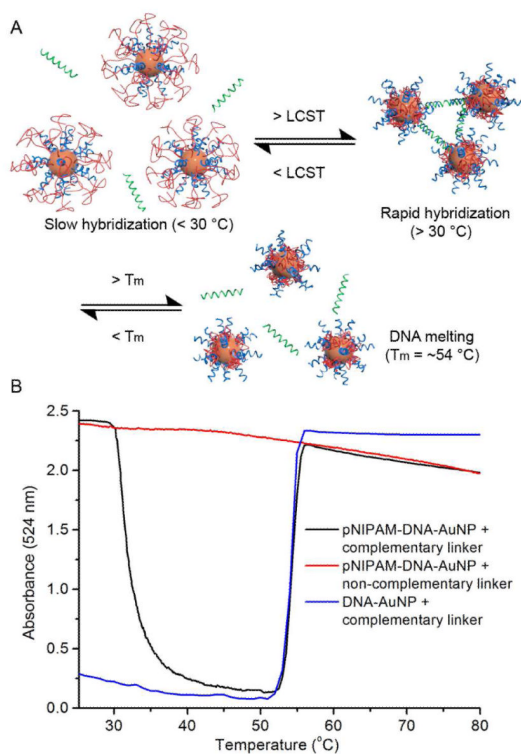 A
> LCST
< LCST
Slow hybridization (< 30 °C)
Rapid hybridization
(> 30 °C)
> Tm
< Tm
DNA melting
(Tm = ~54 °C)
B
2.5
2.0
1.5
1.0
0.5
0.0
Absorbance (524 nm)
pNIPAM-DNA-AuNP +
complementary linker
pNIPAM-DNA-AuNP +
non-complementary linker
DNA-AuNP +
complementary linker
30 40 50 60 70 80
Temperature (°C)